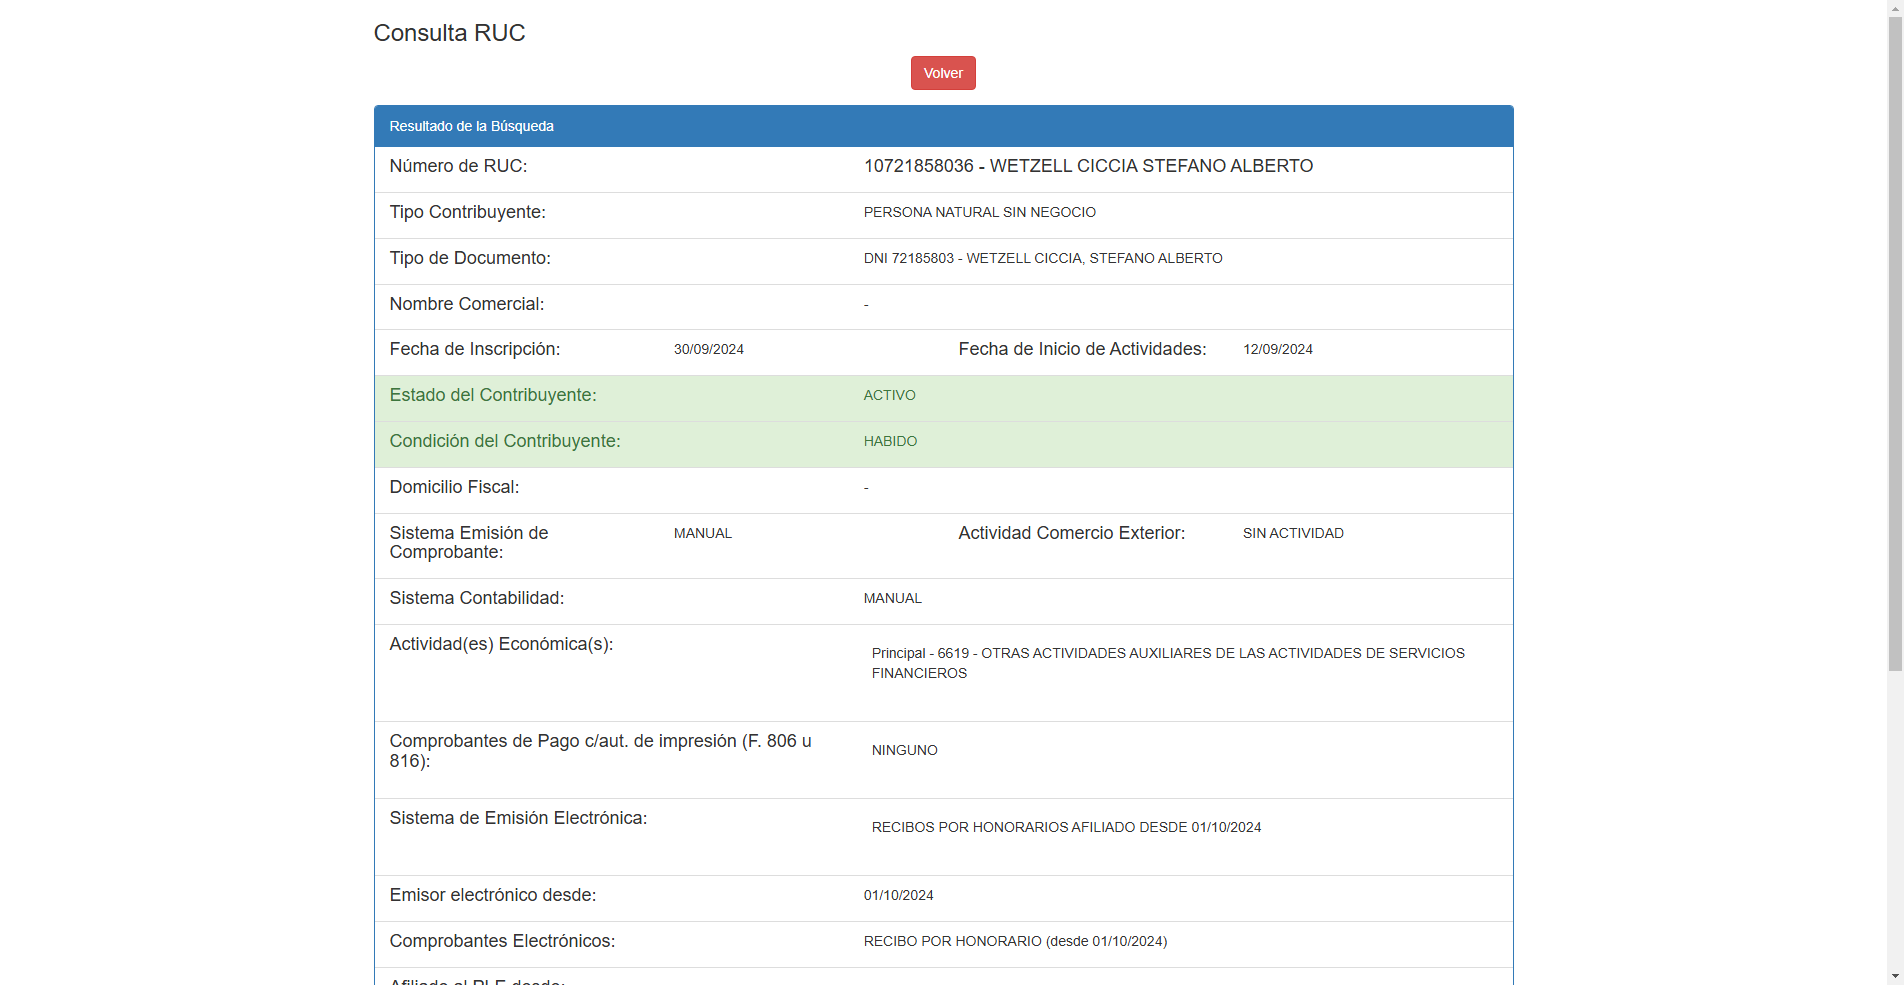 Consulta RUC
Volver
Resultado de la Búsqueda
Número de RUC: 10721858036 - WETZELL CICCIA STEFANO ALBERTO
Tipo Contribuyente: PERSONA NATURAL SIN NEGOCIO
Tipo de Documento: DNI 72185803 - WETZELL CICCIA, STEFANO ALBERTO
Nombre Comercial: -
Fecha de Inscripción: 30/09/2024 Fecha de Inicio de Actividades: 12/09/2024
Estado del Contribuyente: ACTIVO
Condición del Contribuyente: HABIDO
Domicilio Fiscal: -
Sistema Emisión de MANUAL Actividad Comercio Exterior: SIN ACTIVIDAD
Comprobante:
Sistema Contabilidad: MANUAL
Actividad(es) Económica(s):
Principal - 6619 - OTRAS ACTIVIDADES AUXILIARES DE LAS ACTIVIDADES DE SERVICIOS
FINANCIEROS
Comprobantes de Pago c/aut. de impresión (F. 806 u
816):
NINGUNO
Sistema de Emisión Electrónica:
RECIBOS POR HONORARIOS AFILIADO DESDE 01/10/2024
Emisor electrónico desde: 01/10/2024
Comprobantes Electrónicos: RECIBO POR HONORARIO (desde 01/10/2024)
Afiliado al PLE desde: